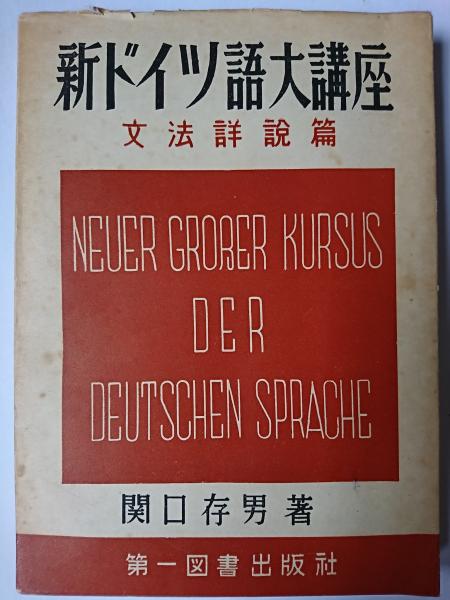 新ドイツ語大講座
文法詳說篇
NEUER GROßER KURSUS
DER
DEUTSCHEN SPRACHE
関口存男著
第一図書出版社